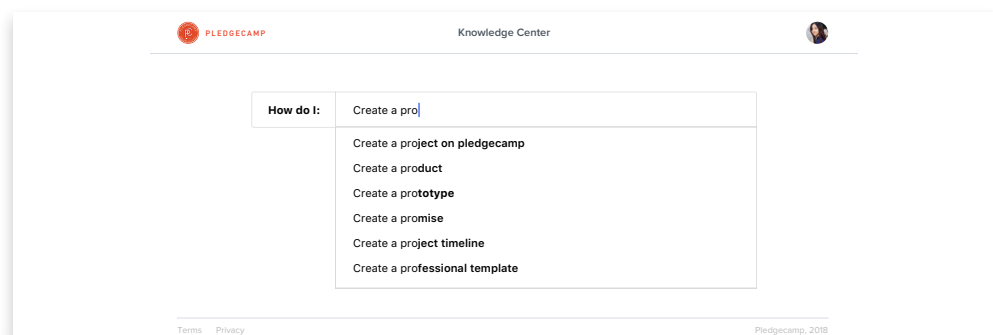 PLEDGECAMP
Knowledge Center
How do I: Create a pro
Create a project on pledgecamp
Create a product
Create a prototype
Create a promise
Create a project timeline
Create a professional template
Terms Privacy Pledgecamp, 2018